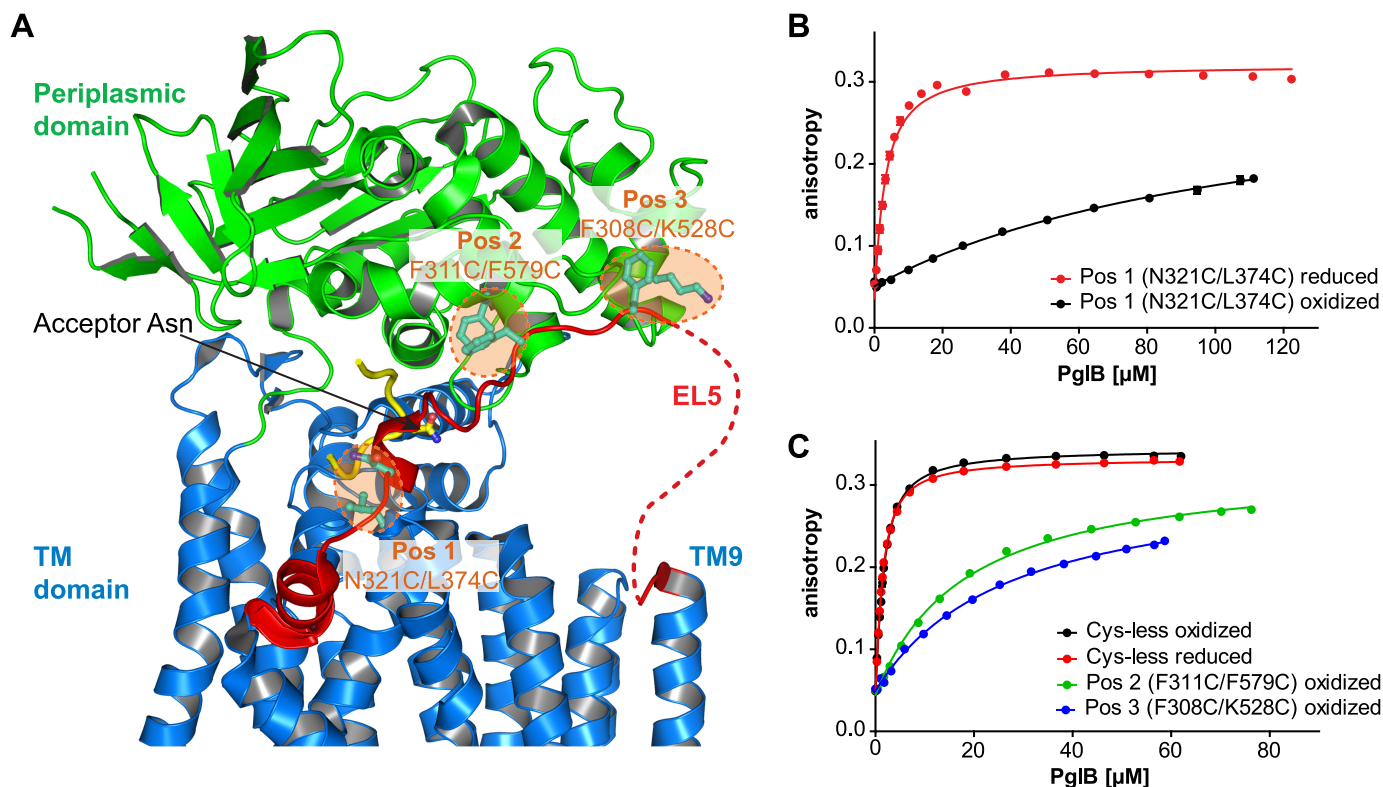 A
Periplasmic
domain
Pos 3
F308C/K528C
Pos 2
F311C/F579C
Acceptor Asn
EL5
Pos 1
N321C/L374C
TM
domain
TM9
B
anisotropy
0.3
0.2
0.1
0.0
Pos 1 (N321C/L374C) reduced
Pos 1 (N321C/L374C) oxidized
0 20 40 60 80 100 120
PglB [µM]
C
anisotropy
0.3
0.2
0.1
0.0
Cys-less oxidized
Cys-less reduced
Pos 2 (F311C/F579C) oxidized
Pos 3 (F308C/K528C) oxidized
0 20 40 60 80
PglB [µM]